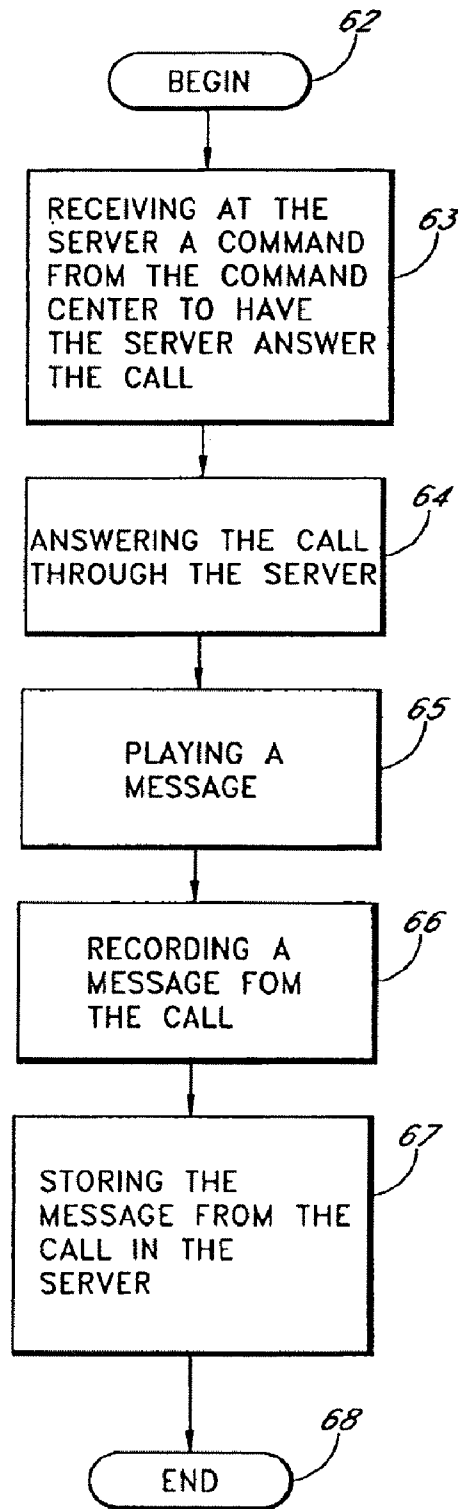 62
BEGIN
RECEIVING AT THE
SERVER A COMMAND
FROM THE COMMAND
CENTER TO HAVE
THE SERVER ANSWER
THE CALL
63
ANSWERING THE CALL
THROUGH THE SERVER
64
PLAYING A
MESSAGE
65
RECORDING A
MESSAGE FOM
THE CALL
66
STORING THE
MESSAGE FROM THE
CALL IN THE
SERVER
67
END
68